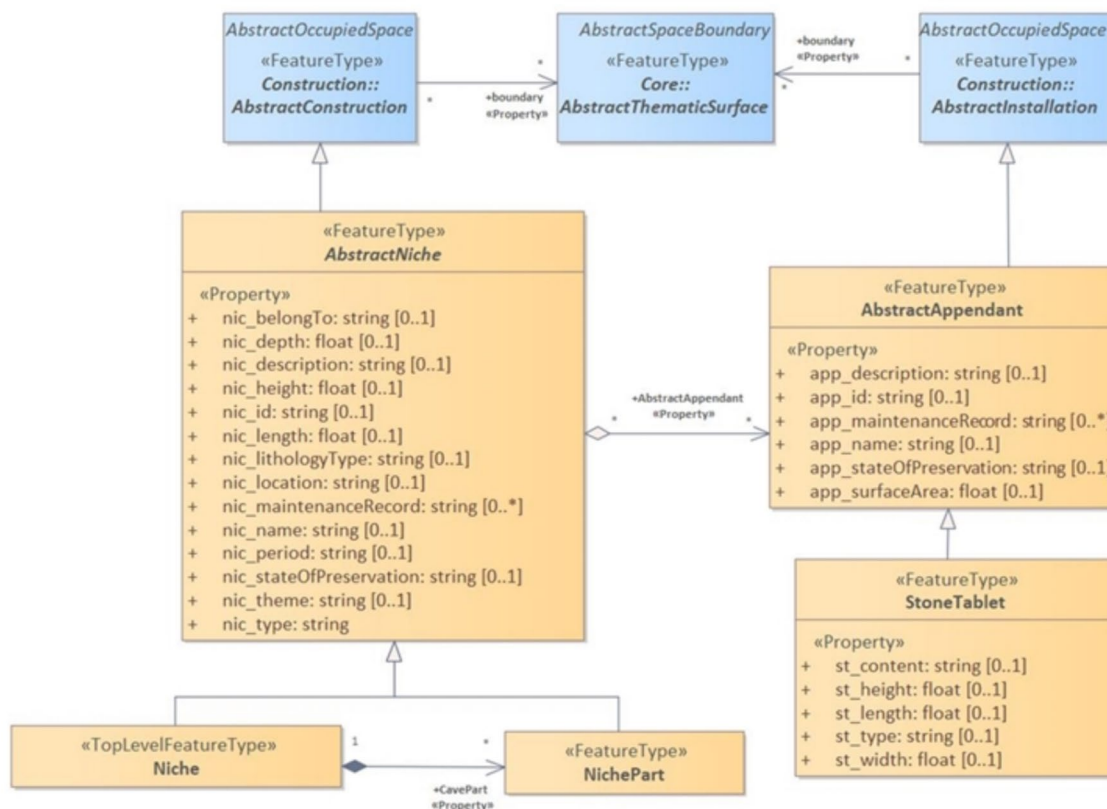 AbstractOccupiedSpace
«FeatureType»
Construction::
AbstractConstruction
*
*
+boundary
«Property»
AbstractSpaceBoundary
«FeatureType»
Core::
AbstractThematicSurface
+boundary
«Property»
*
*
AbstractOccupiedSpace
«FeatureType»
Construction::
AbstractInstallation
«FeatureType»
AbstractNiche
«Property»
+ nic_belongTo: string [0..1]
+ nic_depth: float [0..1]
+ nic_description: string [0..1]
+ nic_height: float [0..1]
+ nic_id: string [0..1]
+ nic_length: float [0..1]
+ nic_lithologyType: string [0..1]
+ nic_location: string [0..1]
+ nic_maintenanceRecord: string [0..*]
+ nic_name: string [0..1]
+ nic_period: string [0..1]
+ nic_stateOfPreservation: string [0..1]
+ nic_theme: string [0..1]
+ nic_type: string
+AbstractAppendant
* «Property» *
«FeatureType»
AbstractAppendant
«Property»
+ app_description: string [0..1]
+ app_id: string [0..1]
+ app_maintenanceRecord: string [0..*]
+ app_name: string [0..1]
+ app_stateOfPreservation: string [0..1]
+ app_surfaceArea: float [0..1]
«FeatureType»
StoneTablet
«Property»
+ st_content: string [0..1]
+ st_height: float [0..1]
+ st_length: float [0..1]
+ st_type: string [0..1]
+ st_width: float [0..1]
«TopLevelFeatureType»
Niche
1 *
+CavePart
«Property»
«FeatureType»
NichePart